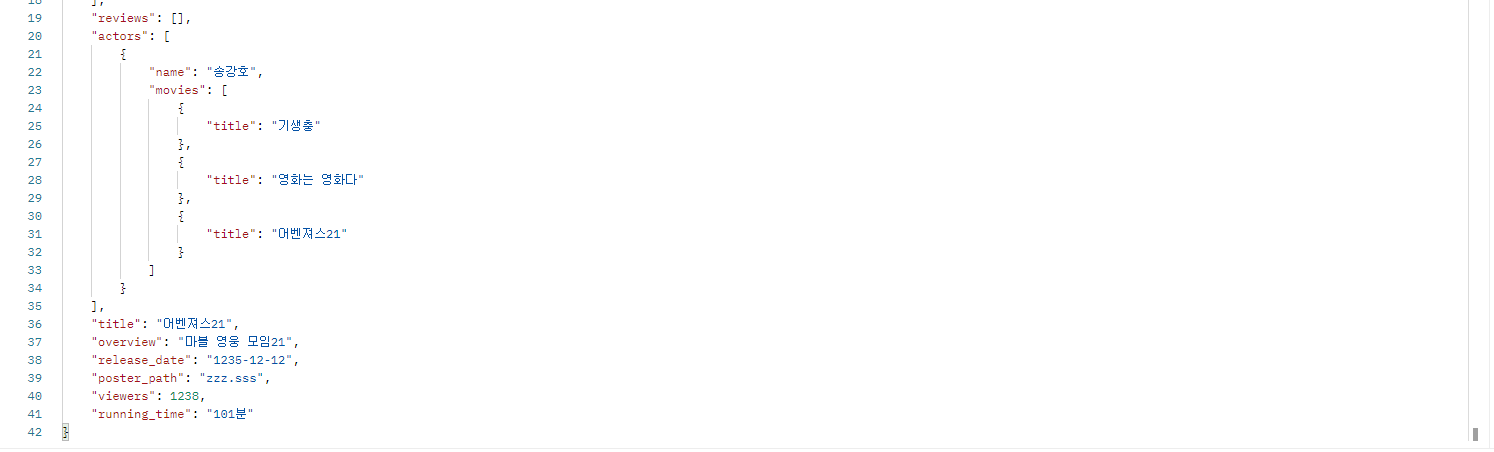 19 "reviews": [],
20 "actors": [
21 {
22 "name": "송강호",
23 "movies": [
24 {
25 "title": "기생충"
26 },
27 {
28 "title": "영화는 영화다"
29 },
30 {
31 "title": "어벤져스21"
32 }
33 ]
34 }
35 ],
36 "title": "어벤져스21",
37 "overview": "마블 영웅 모임21",
38 "release_date": "1235-12-12",
39 "poster_path": "zzz.sss",
40 "viewers": 1238,
41 "running_time": "101분"
42 }